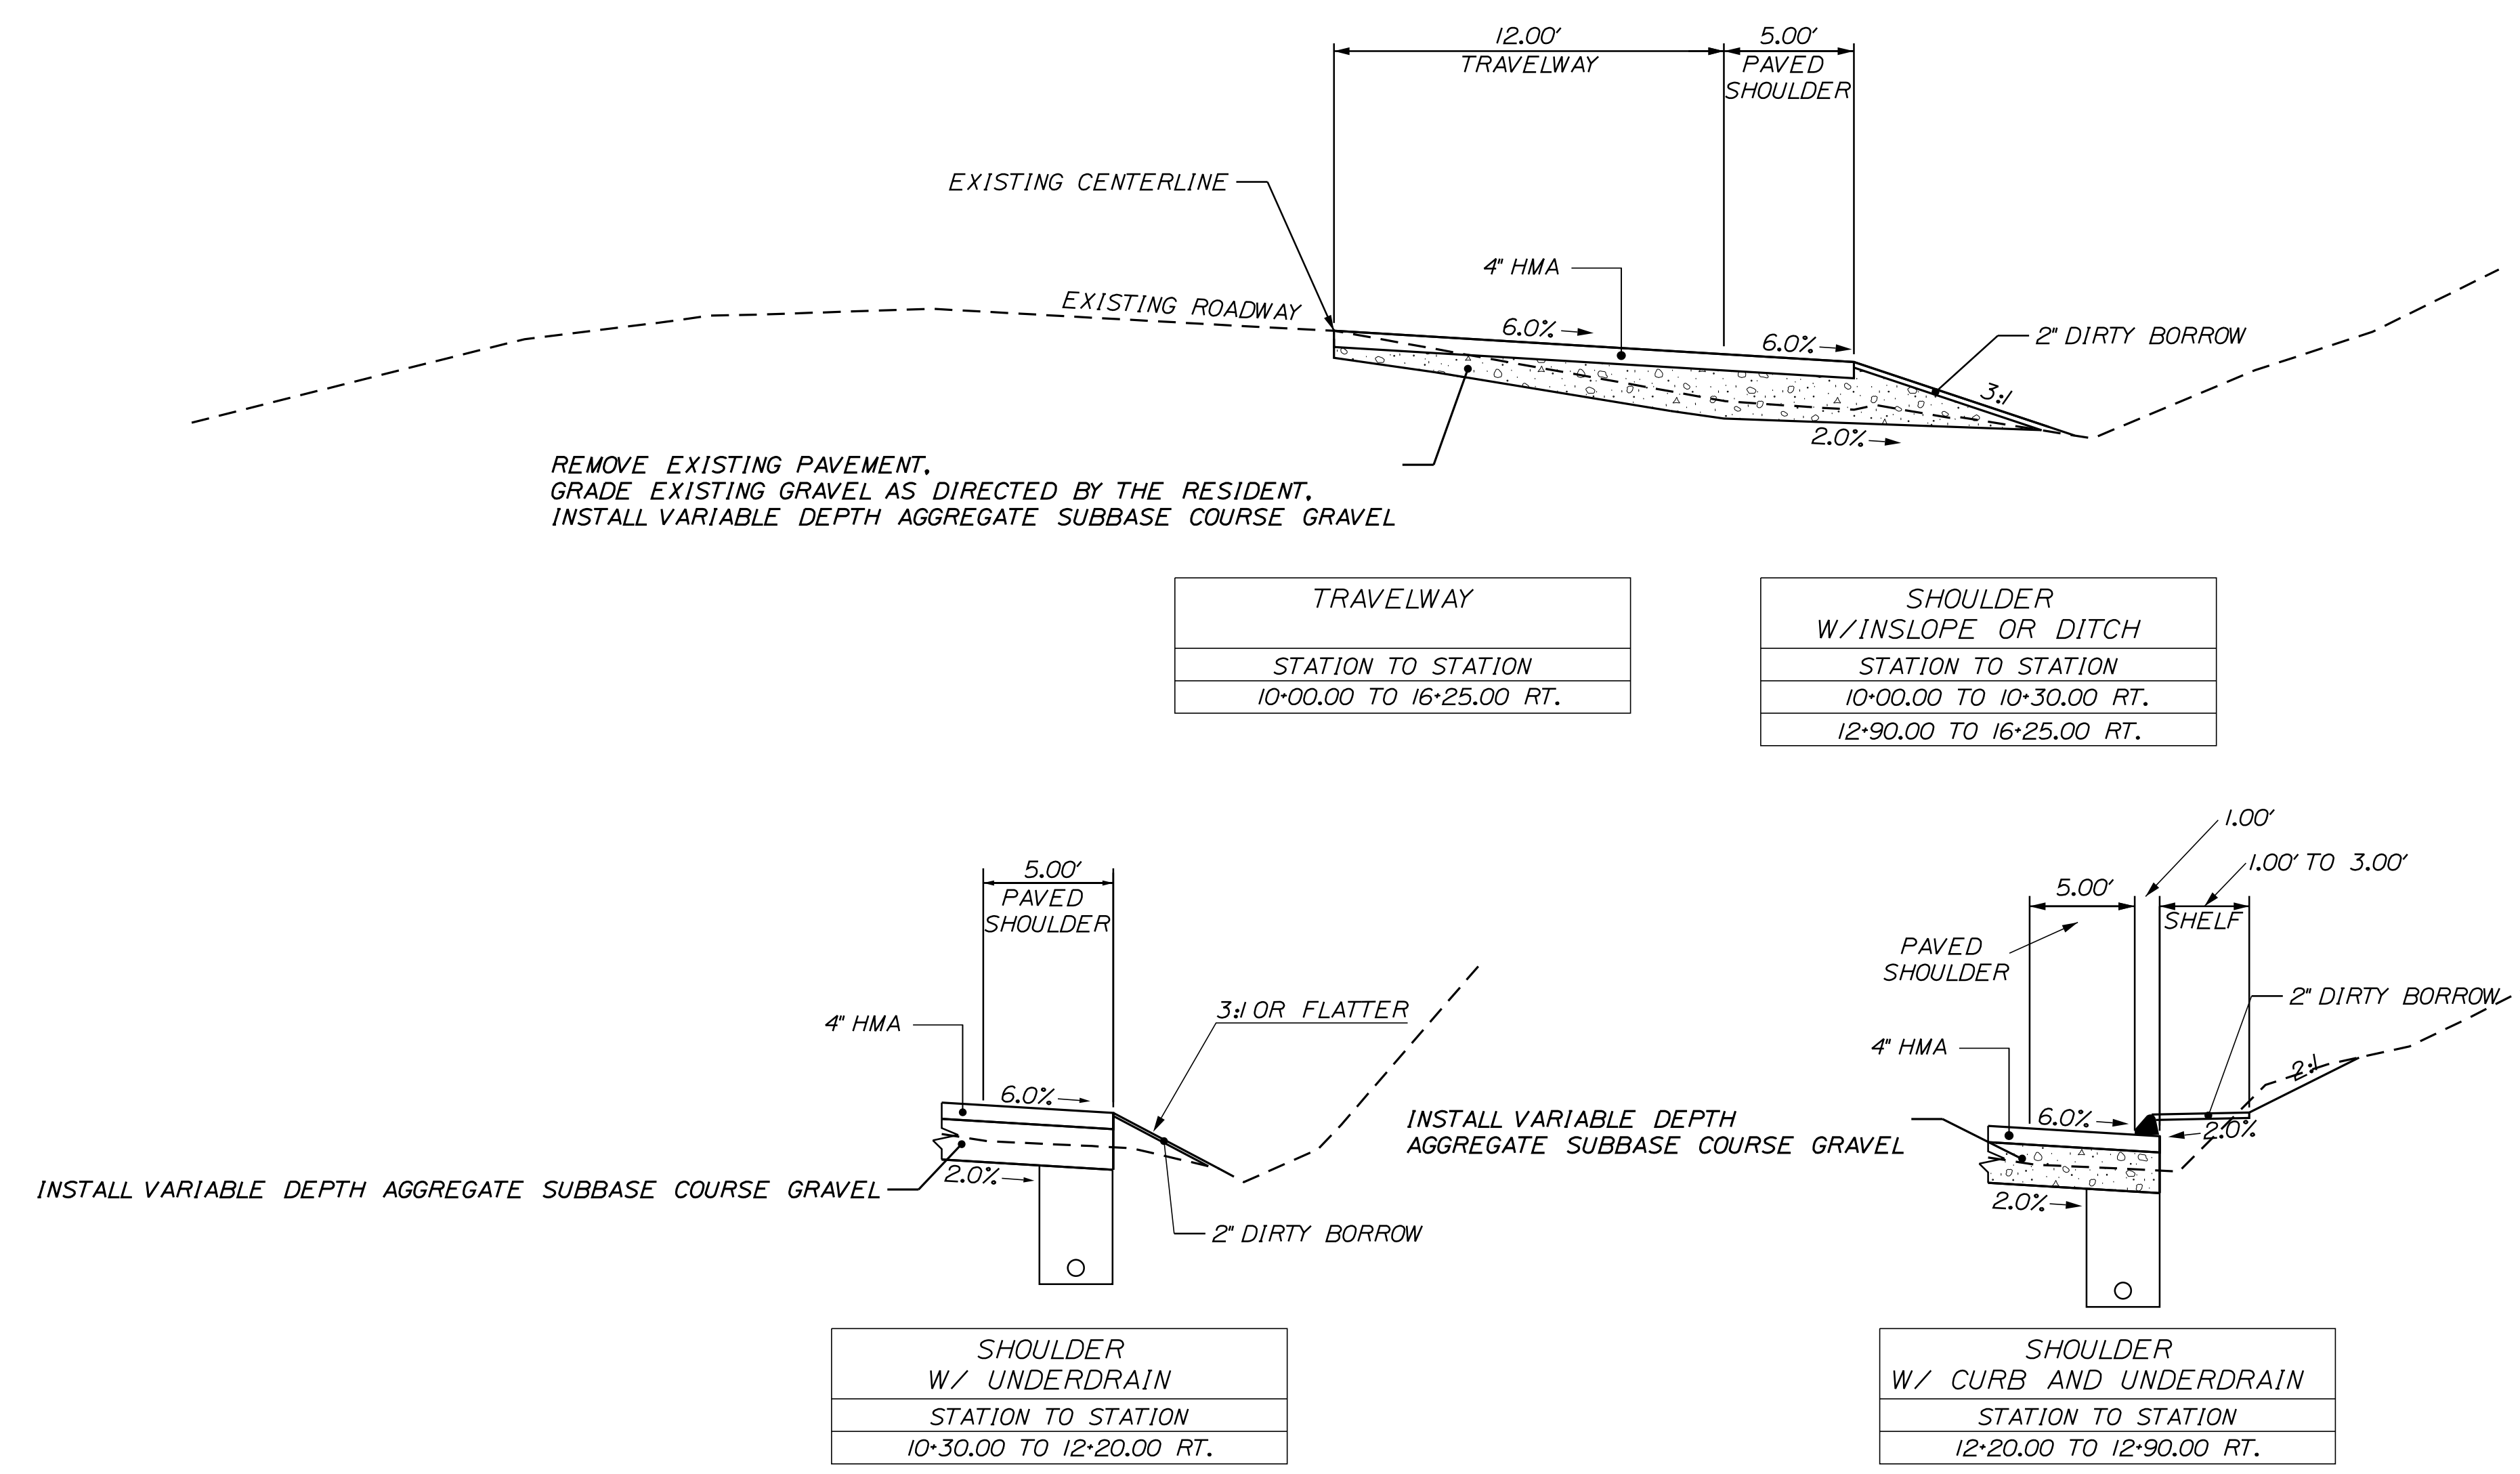 12.00'
TRAVELWAY
5.00'
PAVED
SHOULDER
EXISTING CENTERLINE
4" HMA
EXISTING ROADWAY
6.0%
6.0%
2" DIRTY BORROW
3:1
2.0%
REMOVE EXISTING PAVEMENT,
GRADE EXISTING GRAVEL AS DIRECTED BY THE RESIDENT,
INSTALL VARIABLE DEPTH AGGREGATE SUBBASE COURSE GRAVEL
TRAVELWAY
STATION TO STATION
10+00.00 TO 16+25.00 RT.
SHOULDER
W/INSLOPE OR DITCH
STATION TO STATION
10+00.00 TO 10+30.00 RT.
12+90.00 TO 16+25.00 RT.
5.00'
PAVED
SHOULDER
3:1 OR FLATTER
4" HMA
6.0%
2.0%
INSTALL VARIABLE DEPTH AGGREGATE SUBBASE COURSE GRAVEL
2" DIRTY BORROW
SHOULDER
W/ UNDERDRAIN
STATION TO STATION
10+30.00 TO 12+20.00 RT.
1.00'
1.00' TO 3.00'
5.00'
SHELF
PAVED
SHOULDER
2" DIRTY BORROW
4" HMA
2:1
INSTALL VARIABLE DEPTH
AGGREGATE SUBBASE COURSE GRAVEL
6.0%
2.0%
2.0%
SHOULDER
W/ CURB AND UNDERDRAIN
STATION TO STATION
12+20.00 TO 12+90.00 RT.